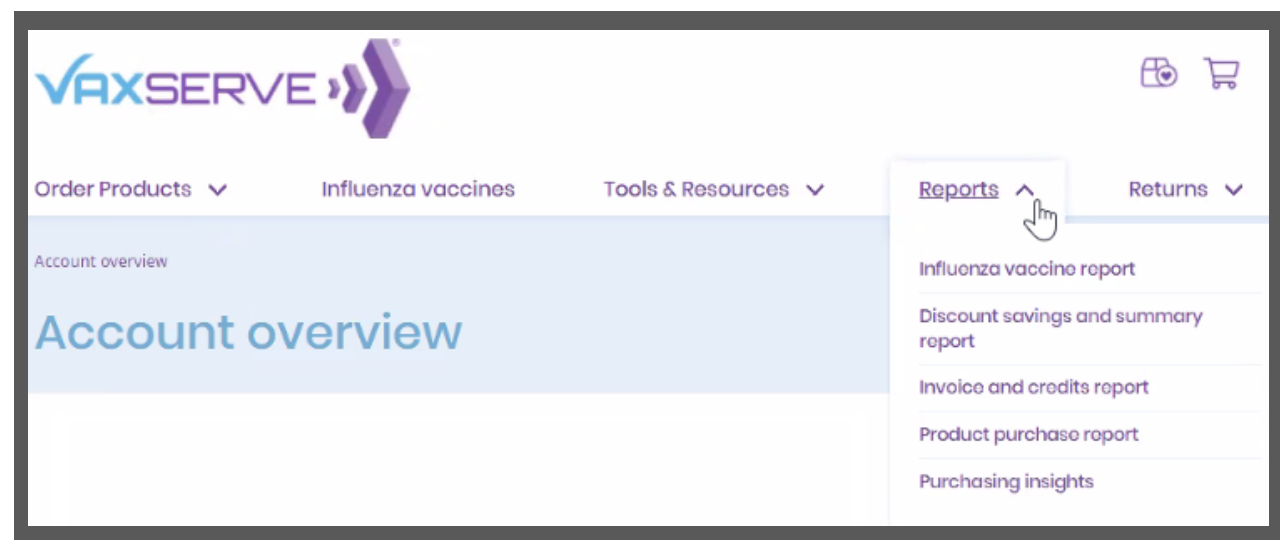 VAXSERVE ®
Order Products
Influenza vaccines
Tools & Resources
Reports
Returns
Account overview
Account overview
Influenza vaccine report
Discount savings and summary
report
Invoice and credits report
Product purchase report
Purchasing insights